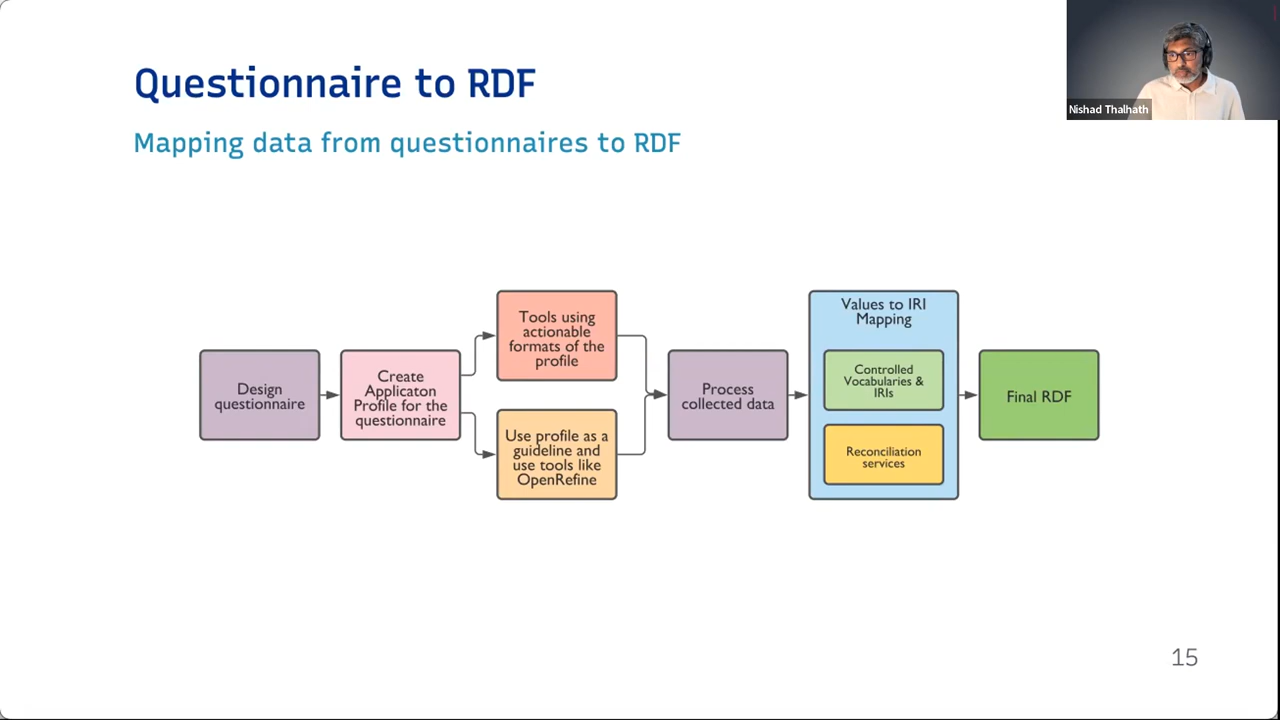 Questionnaire to RDF
Nishad Thalhath
Mapping data from questionnaires to RDF
Design
questionnaire
Create
Applicaton
Profile for the
questionnaire
Tools using
actionable
formats of the
profile
Use profile as a
guideline and
use tools like
OpenRefine
Process
collected data
Values to IRI
Mapping
Controlled
Vocabularies &
IRIs
Reconciliation
services
Final RDF
15